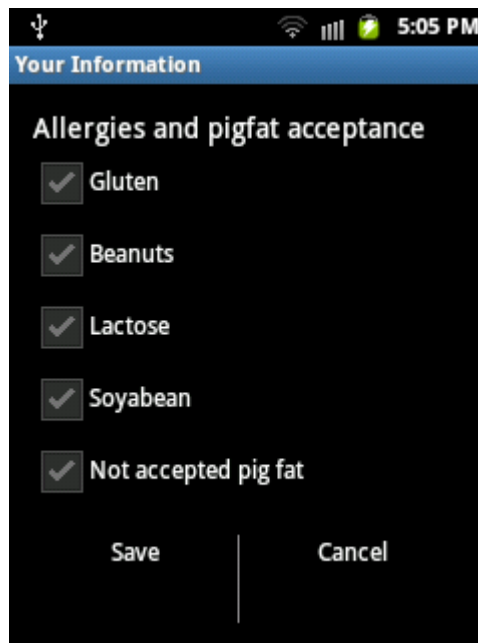 5:05 PM
Your Information
Allergies and pigfat acceptance
Gluten
Beanuts
Lactose
Soyabean
Not accepted pig fat
Save Cancel